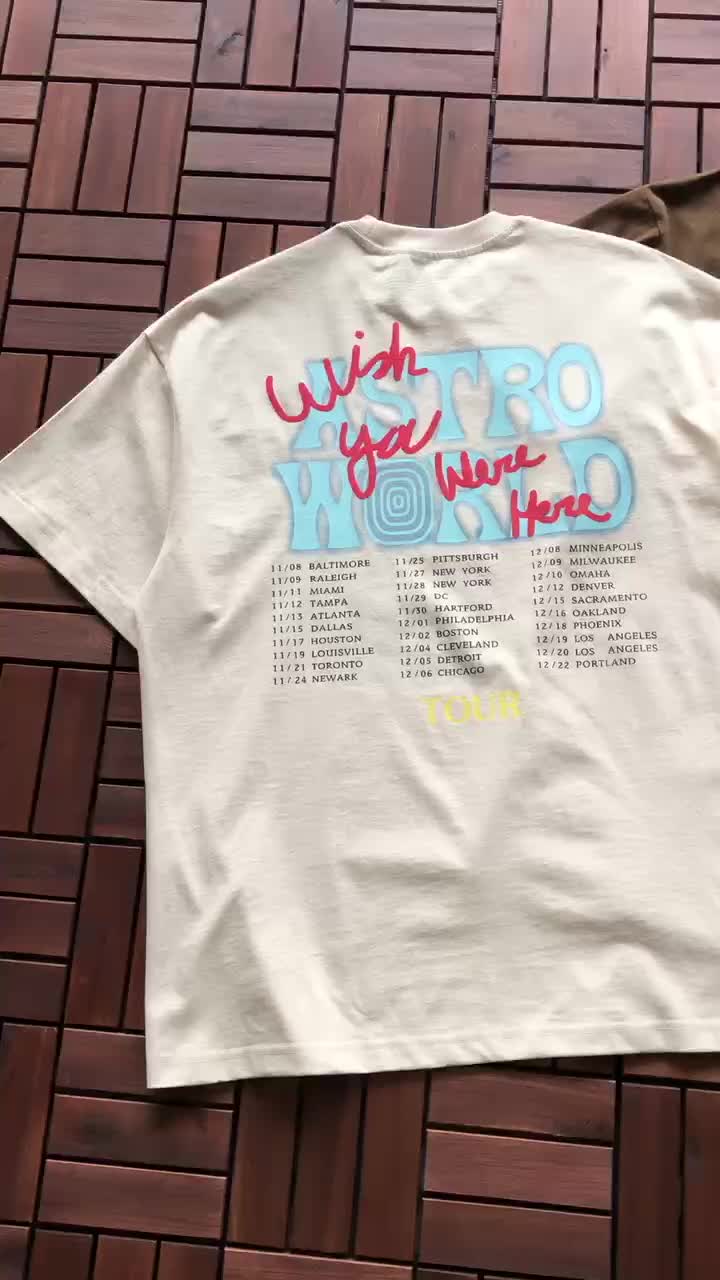 Wish
ASTRO
You
Were
WORLD
Here
11/08 BALTIMORE
11/09 RALEIGH
11/11 MIAMI
11/12 TAMPA
11/13 ATLANTA
11/15 DALLAS
11/17 HOUSTON
11/19 LOUISVILLE
11/21 TORONTO
11/24 NEWARK
11/25 PITTSBURGH
11/27 NEW YORK
11/28 NEW YORK
11/29 DC
11/30 HARTFORD
12/01 PHILADELPHIA
12/02 BOSTON
12/04 CLEVELAND
12/05 DETROIT
12/06 CHICAGO
12/08 MINNEAPOLIS
12/09 MILWAUKEE
12/10 OMAHA
12/12 DENVER
12/15 SACRAMENTO
12/16 OAKLAND
12/18 PHOENIX
12/19 LOS ANGELES
12/20 LOS ANGELES
12/22 PORTLAND
TOUR